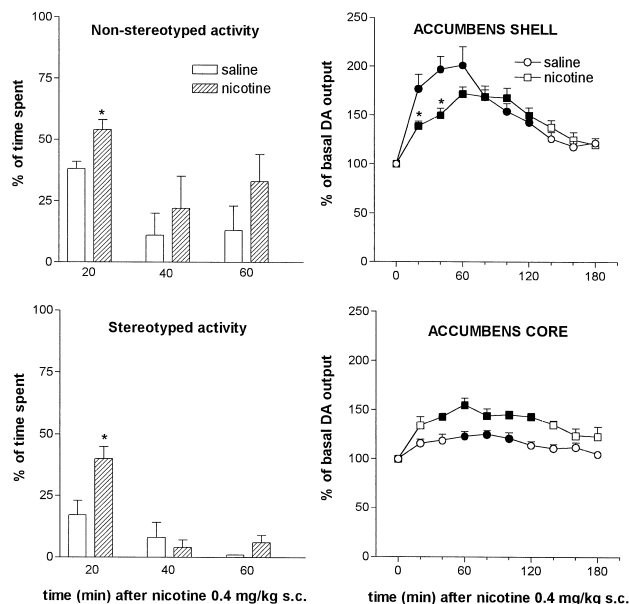 Non-stereotyped activity
saline
nicotine
100
75
50
25
0
% of time spent
*
20
40
60
ACCUMBENS SHELL
saline
nicotine
250
200
150
100
50
0
% of basal DA output
* *
0
60
120
180
Stereotyped activity
100
75
50
25
0
% of time spent
*
20
40
60
time (min) after nicotine 0.4 mg/kg s.c.
ACCUMBENS CORE
250
200
150
100
50
0
% of basal DA output
0
60
120
180
time (min) after nicotine 0.4 mg/kg s.c.